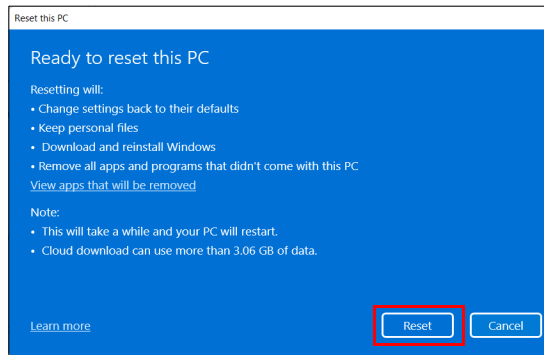 Reset this PC
Ready to reset this PC
Resetting will:
• Change settings back to their defaults
• Keep personal files
• Download and reinstall Windows
• Remove all apps and programs that didn't come with this PC
View apps that will be removed
Note:
• This will take a while and your PC will restart.
• Cloud download can use more than 3.06 GB of data.
Learn more
Reset
Cancel